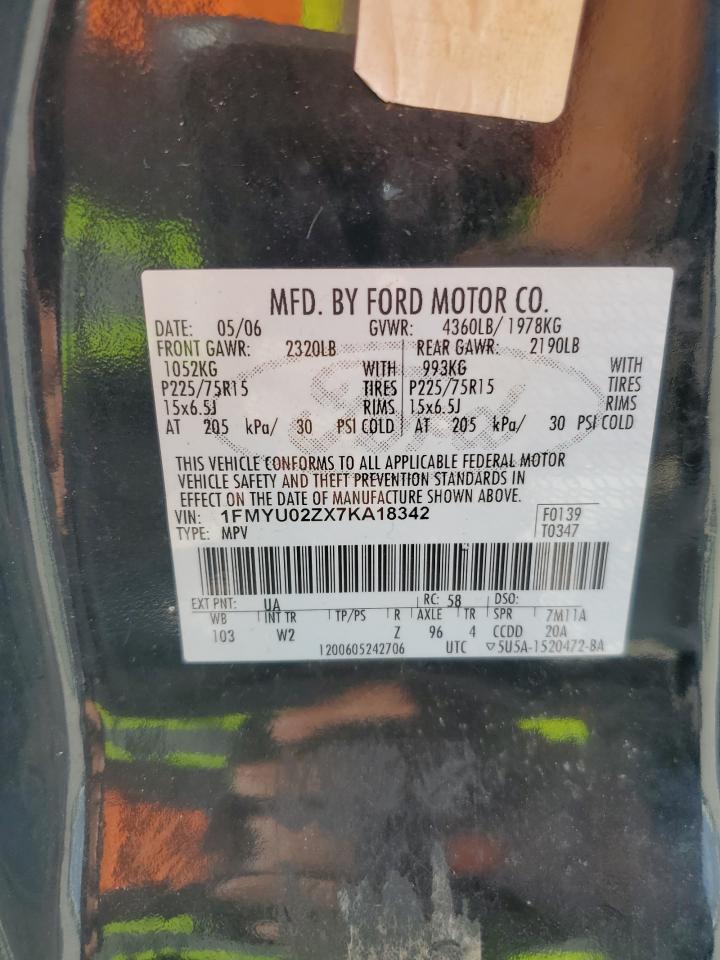 MFD. BY FORD MOTOR CO.
DATE: 05/06 GVWR: 4360LB/1978KG
FRONT GAWR: 2320LB REAR GAWR: 2190LB
1052KG WITH 993KG WITH
P225/75R15 TIRES P225/75R15 TIRES
15x6.5J RIMS 15x6.5J RIMS
AT 205 kPa/ 30 PSI COLD AT 205 kPa/ 30 PSI COLD
Ford
THIS VEHICLE CONFORMS TO ALL APPLICABLE FEDERAL MOTOR
VEHICLE SAFETY AND THEFT PREVENTION STANDARDS IN
EFFECT ON THE DATE OF MANUFACTURE SHOWN ABOVE.
VIN: 1FMYU02ZX7KA18342 F0139
TYPE: MPV T0347
EXT PNT: UA RC: 58 DSO:
WB INT TR TP/PS R AXLE TR SPR 7M11A
103 W2 Z 96 4 CCDD 20A
1200605242706 UTC ▽5U5A-1520472-BA